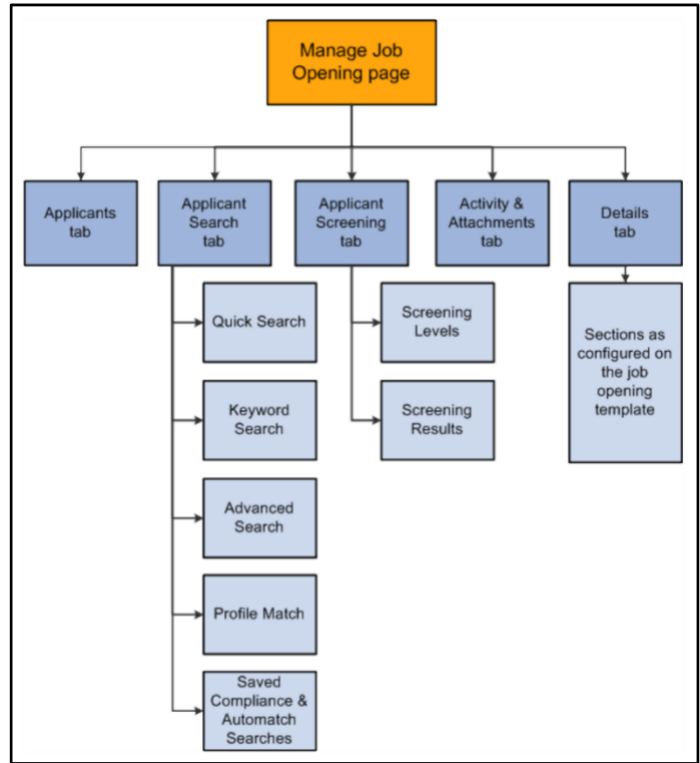 Manage Job
Opening page
Applicants
tab
Applicant
Search
tab
Applicant
Screening
tab
Activity &
Attachments
tab
Details
tab
Quick Search
Keyword
Search
Advanced
Search
Profile Match
Saved
Compliance &
Automatch
Searches
Screening
Levels
Screening
Results
Sections as
configured on
the job
opening
template